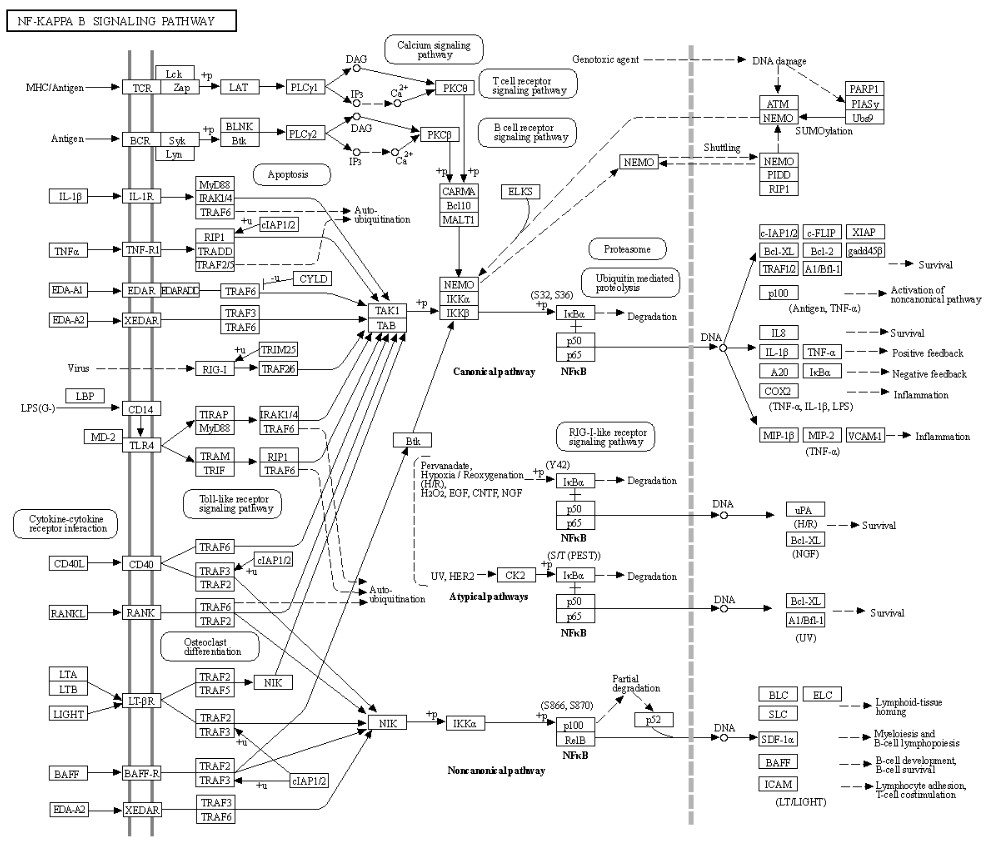 NF-KAPPA B SIGNALING PATHWAY
Calcium signaling
pathway
T cell receptor
signaling pathway
B cell receptor
signaling pathway
MHC/Antigen
TCR
Lck
Zap
+p
LAT
PLCγ1
DAG
IP3
Ca2+
PKCθ
Antigen
BCR
Syk
Lyn
+p
BLNK
Btk
PLCγ2
DAG
IP3
Ca2+
PKCβ
+p
+p
CARMA
Bcl10
MALT1
Genotoxic agent
DNA damage
ATM
NEMO
PARP1
PIASy
Ubs9
SUMOylation
Shuttling
NEMO
NEMO
PIDD
RIP1
ELKS
Apoptosis
IL-1β
IL-1R
MyD88
IRAK1/4
TRAF6
Auto-
ubiquitination
TNFα
TNF-R1
RIP1
TRADD
TRAF2/5
+u
cIAP1/2
EDA-A1
EDAR
EDARADD
TRAF6
-u
CYLD
EDA-A2
XEDAR
TRAF3
TRAF6
TAK1
TAB
+p
NEMO
IKKα
IKKβ
+p
(S32, S36)
IκBα
p50
p65
NFκB
Degradation
Proteasome
Ubiquitin mediated
proteolysis
Canonical pathway
Virus
RIG-I
+u
TRIM25
TRAF2/6
DNA
c-IAP1/2
c-FLIP
XIAP
Bcl-XL
Bcl-2
gadd45β
TRAF1/2
A1/Bfl-1
Survival
p100
Activation of
noncanonical pathway
(Antigen, TNF-α)
IL8
Survival
IL-1β
TNF-α
Positive feedback
A20
IκBα
Negative feedback
COX2
Inflammation
(TNF-α, IL-1β, LPS)
MIP-1β
MIP-2
VCAM-1
Inflammation
(TNF-α)
LBP
LPS(G-)
CD14
MD-2
TLR4
TIRAP
MyD88
IRAK1/4
TRAF6
TRAM
TRIF
RIP1
TRAF6
Toll-like receptor
signaling pathway
Btk
RIG-I-like receptor
signaling pathway
Pervanadate,
Hypoxia / Reoxygenation
(H/R),
H2O2, EGF, CNTF, NGF
+p
(Y42)
IκBα
p50
p65
NFκB
Degradation
DNA
uPA
(H/R)
Bcl-XL
(NGF)
Survival
Cytokine-cytokine
receptor interaction
CD40L
CD40
TRAF6
TRAF3
TRAF2
+u
cIAP1/2
Auto-
ubiquitination
UV, HER2
CK2
+p
(S/T (PEST))
IκBα
p50
p65
NFκB
Degradation
Atypical pathways
DNA
Bcl-XL
A1/Bfl-1
(UV)
Survival
RANKL
RANK
TRAF6
TRAF2
Osteoclast
differentiation
LTA
LTB
LIGHT
LT-βR
TRAF2
TRAF5
NIK
TRAF2
TRAF3
+u
cIAP1/2
NIK
+p
IKKα
+p
(S866, S870)
p100
RelB
NFκB
Partial
degradation
p52
DNA
Noncanonical pathway
BLC
ELC
SLC
Lymphoid-tissue
homing
SDF-1α
Myeloiesis and
B-cell lymphopoiesis
BAFF
B-cell development,
B-cell survival
ICAM
Lymphocyte adhesion,
T-cell costimulation
(LT/LIGHT)
BAFF
BAFF-R
TRAF2
TRAF3
+u
EDA-A2
XEDAR
TRAF3
TRAF6